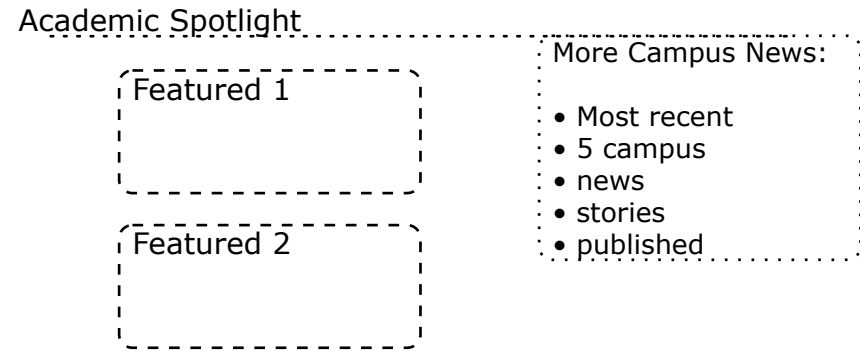 Academic Spotlight
Featured 1
Featured 2
More Campus News:
• Most recent
• 5 campus
• news
• stories
• published